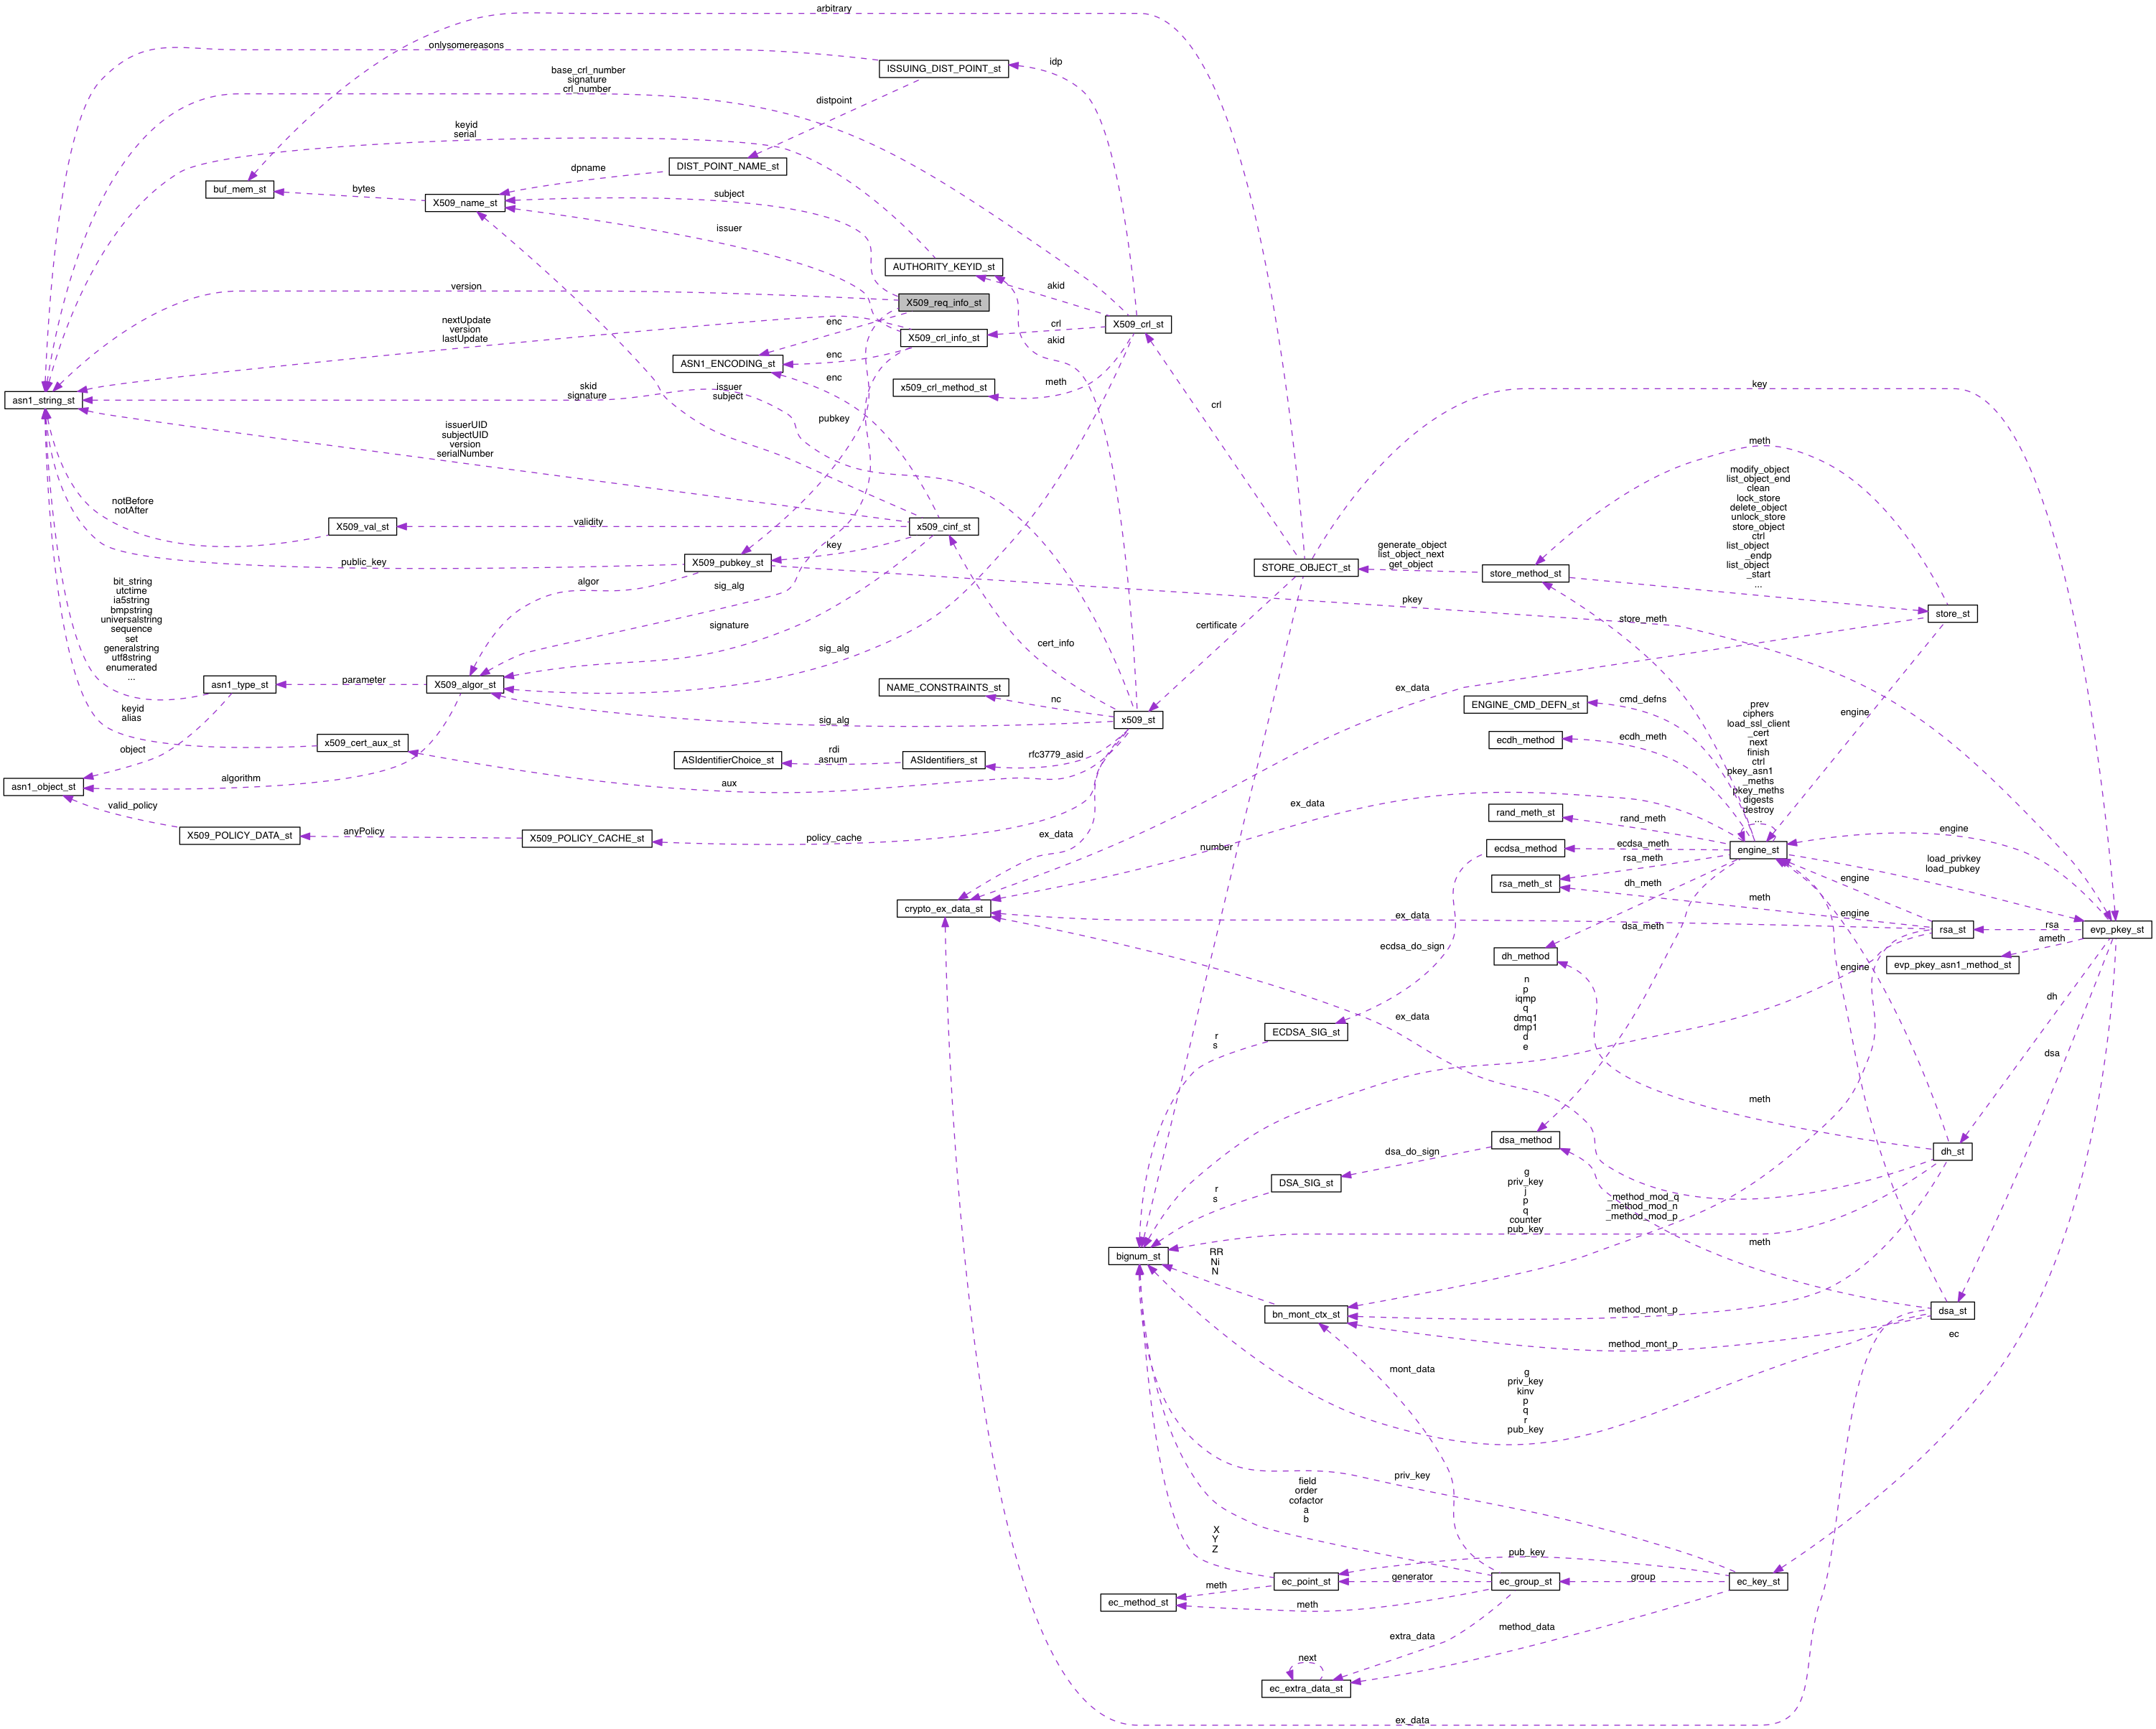 arbitrary
onlysomereasons
ISSUING_DIST_POINT_st
idp
base_crl_number
signature
crl_number
distpoint
keyid
serial
DIST_POINT_NAME_st
dpname
buf_mem_st
bytes
X509_name_st
subject
issuer
AUTHORITY_KEYID_st
akid
version
X509_req_info_st
nextUpdate
version
lastUpdate
enc
X509_crl_info_st
crl
X509_crl_st
akid
ASN1_ENCODING_st
enc
enc
x509_crl_method_st
meth
asn1_string_st
skid
signature
issuer
subject
key
crl
pubkey
issuerUID
subjectUID
version
serialNumber
meth
modify_object
list_object_end
clean
lock_store
delete_object
unlock_store
store_object
ctrl
list_object
_endp
list_object
_start
...
notBefore
notAfter
X509_val_st
validity
x509_cinf_st
key
public_key
X509_pubkey_st
generate_object
list_object_next
get_object
STORE_OBJECT_st
store_method_st
bit_string
utctime
ia5string
bmpstring
universalstring
sequence
set
generalstring
utf8string
enumerated
...
algor
sig_alg
pkey
store_meth
store_st
signature
certificate
cert_info
sig_alg
asn1_type_st
parameter
X509_algor_st
NAME_CONSTRAINTS_st
nc
ex_data
ENGINE_CMD_DEFN_st
cmd_defns
keyid
alias
sig_alg
x509_st
engine
prev
ciphers
load_ssl_client
_cert
next
finish
ctrl
pkey_asn1
_meths
pkey_meths
digests
destroy
...
object
x509_cert_aux_st
rdi
asnum
rfc3779_asid
ecdh_method
ecdh_meth
ASIdentifierChoice_st
ASIdentifiers_st
asn1_object_st
algorithm
aux
valid_policy
ex_data
rand_meth_st
rand_meth
X509_POLICY_DATA_st
anyPolicy
X509_POLICY_CACHE_st
policy_cache
ex_data
number
ecdsa_method
ecdsa_meth
engine_st
engine
rsa_meth
load_privkey
load_pubkey
rsa_meth_st
dh_meth
engine
meth
crypto_ex_data_st
ex_data
engine
rsa_st
rsa
evp_pkey_st
dsa_meth
ameth
ecdsa_do_sign
dh_method
evp_pkey_asn1_method_st
engine
n
p
iqmp
q
dmq1
dmp1
d
e
dh
ex_data
ECDSA_SIG_st
r
s
dsa
meth
dsa_method
dsa_do_sign
dh_st
DSA_SIG_st
r
s
g
priv_key
j
p
q
counter
pub_key
_method_mod_q
_method_mod_n
_method_mod_p
meth
bignum_st
RR
Ni
N
bn_mont_ctx_st
method_mont_p
dsa_st
method_mont_p
ec
mont_data
g
priv_key
kinv
p
q
r
pub_key
priv_key
field
order
cofactor
a
b
X
Y
Z
pub_key
ec_point_st
generator
ec_group_st
group
ec_key_st
meth
ec_method_st
meth
method_data
extra_data
next
ec_extra_data_st
ex_data